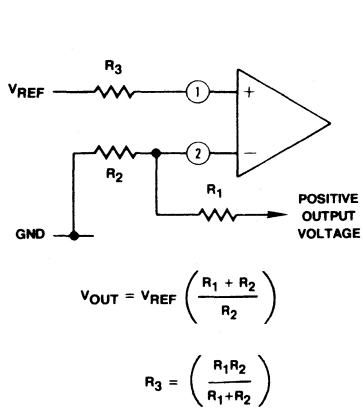 R3
VREF
1
+
2
−
R2
R1
POSITIVE
OUTPUT
VOLTAGE
GND
VOUT = VREF ( (R1 + R2) / R2 )
R3 = ( R1R2 / (R1+R2) )